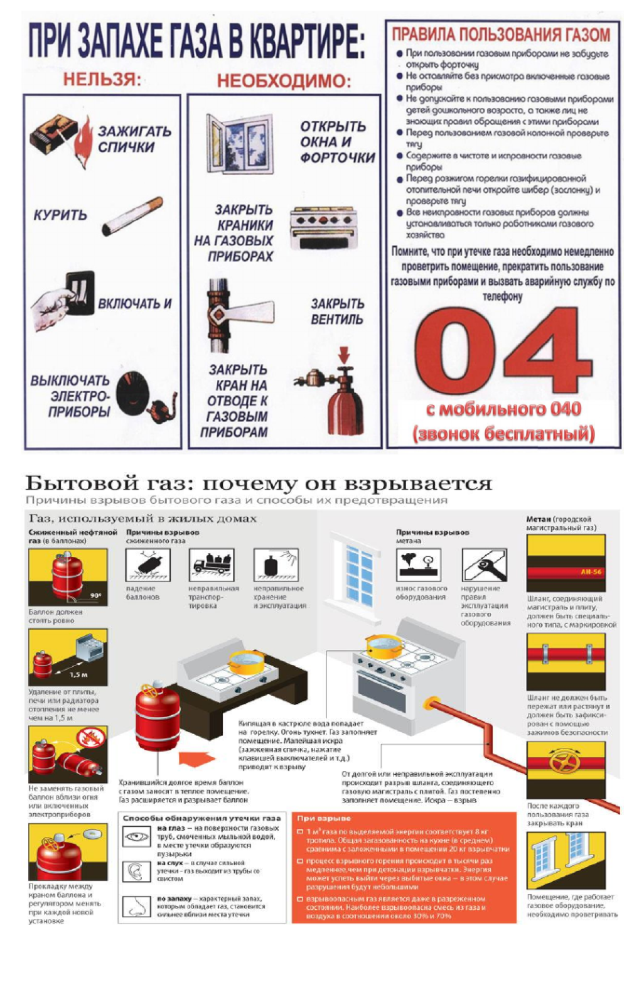 ПРИ ЗАПАХЕ ГАЗА В КВАРТИРЕ:
НЕЛЬЗЯ:
ЗАЖИГАТЬ
СПИЧКИ
КУРИТЬ
ВКЛЮЧАТЬ И
ВЫКЛЮЧАТЬ
ЭЛЕКТРО-
ПРИБОРЫ
НЕОБХОДИМО:
ОТКРЫТЬ
ОКНА И
ФОРТОЧКИ
ЗАКРЫТЬ
КРАНИКИ
НА ГАЗОВЫХ
ПРИБОРАХ
ЗАКРЫТЬ
ВЕНТИЛЬ
ЗАКРЫТЬ
КРАН НА
ОТВОДЕ К
ГАЗОВЫМ
ПРИБОРАМ
ПРАВИЛА ПОЛЬЗОВАНИЯ ГАЗОМ
● При пользовании газовым приборами не забудьте
открыть форточку
● Не оставляйте без присмотра включенные газовые
приборы
● Не допускайте к пользованию газовыми приборами
детей дошкольного возраста, а также лиц не
знающих правил обращения с этими приборами
● Перед пользованием газовой колонкой проверьте
тягу
● Содержите в чистоте и исправности газовые
приборы
● Перед розжигом горелки газифицированной
отопительной печи откройте шибер (заслонку) и
проверьте тягу
● Все неисправности газовых приборов должны
устанавливаться только работниками газового
хозяйства
Помните, что при утечке газа необходимо немедленно
проветрить помещение, прекратить пользование
газовыми приборами и вызвать аварийную службу по
телефону
04
с мобильного 040
(звонок бесплатный)
Бытовой газ: почему он взрывается
Причины взрывов бытового газа и способы их предотвращения
Газ, используемый в жилых домах
Сжиженный нефтяной
газ (в баллонах)
90°
Баллон должен
стоять ровно
1,5 м
Удаление от плиты,
печи или радиатора
отопления не менее
чем на 1,5 м
Не заменять газовый
баллон вблизи огня
или включенных
электроприборов
Прокладку между
краном баллона и
регулятором менять
при каждой новой
установке
Причины взрывов
сжиженного газа
падение
баллонов
неправильная
транспор-
тировка
неправильное
хранение
и эксплуатация
Причины взрывов
метана
износ газового
оборудования
нарушение
правил
эксплуатации
газового
оборудования
Метан (городской
магистральный газ)
АН-56
Шланг, соединяющий
магистраль и плиту,
должен быть специаль-
ного типа, с маркировкой
Шланг не должен быть
пережат или растянут и
должен быть зафикси-
рован с помощью
зажимов безопасности
После каждого
пользования газа
закрывать кран
Помещение, где работает
газовое оборудование,
необходимо проветривать
Кипящая в кастрюле вода попадает
на горелку. Огонь тухнет. Газ заполняет
помещение. Малейшая искра
(зажженная спичка, нажатие
клавишей выключателей и т.д.)
приводит к взрыву
Хранившийся долгое время баллон
с газом заносят в теплое помещение.
Газ расширяется и разрывает баллон
От долгой или неправильной эксплуатации
происходит разрыв шланга, соединяющего
газовую магистраль с плитой. Газ постепенно
заполняет помещение. Искра — взрыв
Способы обнаружения утечки газа
на глаз — на поверхности газовых
труб, смоченных мыльной водой,
в месте утечки образуются
пузырьки
на слух — в случае сильной
утечки - газ выходит из трубы со
свистом
по запаху — характерный запах,
которым обладает газ, становится
сильнее вблизи места утечки
При взрыве
1 м³ газа по выделяемой энергии соответствует 8 кг
тротила. Общая загазованность на кухне (в среднем)
сравнима с заложенными в помещении 20 кг взрывчатки
процесс взрывного горения происходит в тысячи раз
медленнее, чем при детонации взрывчатки. Энергия
может успеть выйти через выбитые окна — в этом случае
разрушения будут небольшими
взрывоопасным газ является даже в разреженном
состоянии. Наиболее взрывоопасна смесь из газа и
воздуха в соотношении около 30% и 70%